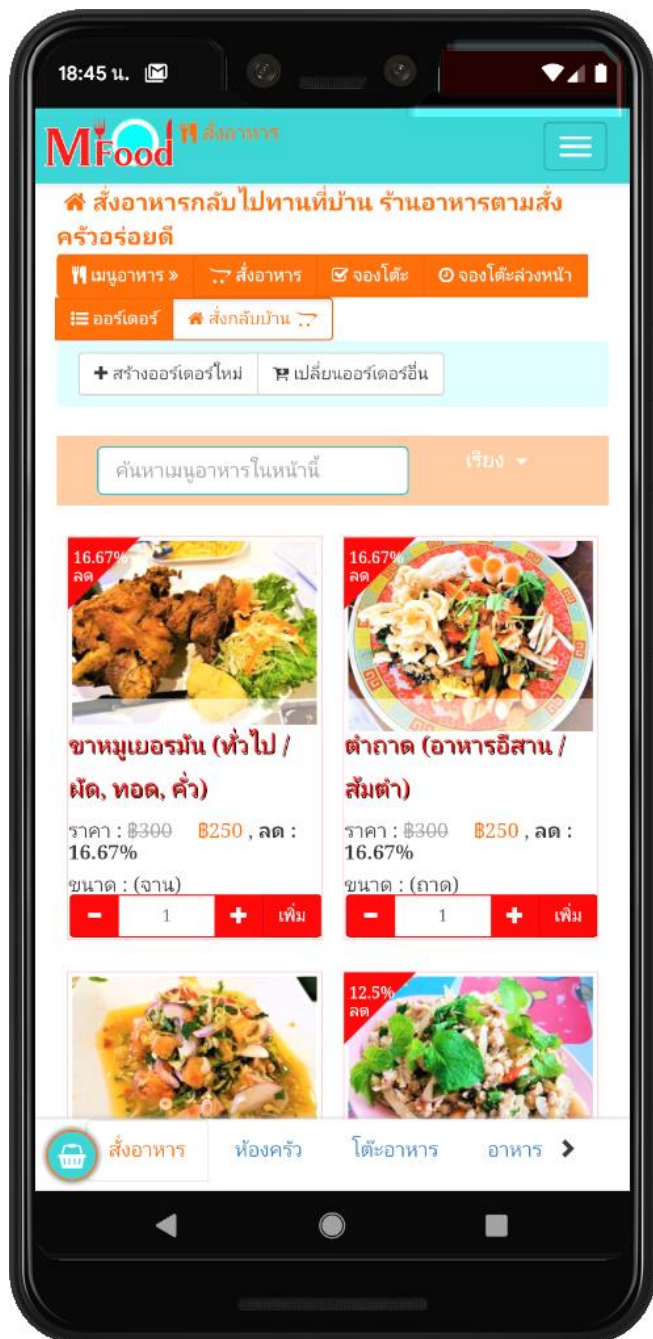 18:45 น.
MFood สั่งอาหาร
สั่งอาหารกลับไปทานที่บ้าน ร้านอาหารตามสั่ง
ครัวอร่อยดี
เมนูอาหาร » สั่งอาหาร จองโต๊ะ จองโต๊ะล่วงหน้า
ออร์เดอร์ สั่งกลับบ้าน
สร้างออร์เดอร์ใหม่ เปลี่ยนออร์เดอร์อื่น
ค้นหาเมนูอาหารในหน้านี้ เรียง
16.67%
ลด
ขาหมูเยอรมัน (ทั่วไป /
ผัด, ทอด, คั่ว)
ราคา : ฿300 ฿250 , ลด :
16.67%
ขนาด : (จาน)
1 เพิ่ม
16.67%
ลด
ตำถาด (อาหารอีสาน /
ส้มตำ)
ราคา : ฿300 ฿250 , ลด :
16.67%
ขนาด : (ถาด)
1 เพิ่ม
12.5%
ลด
สั่งอาหาร ห้องครัว โต๊ะอาหาร อาหาร